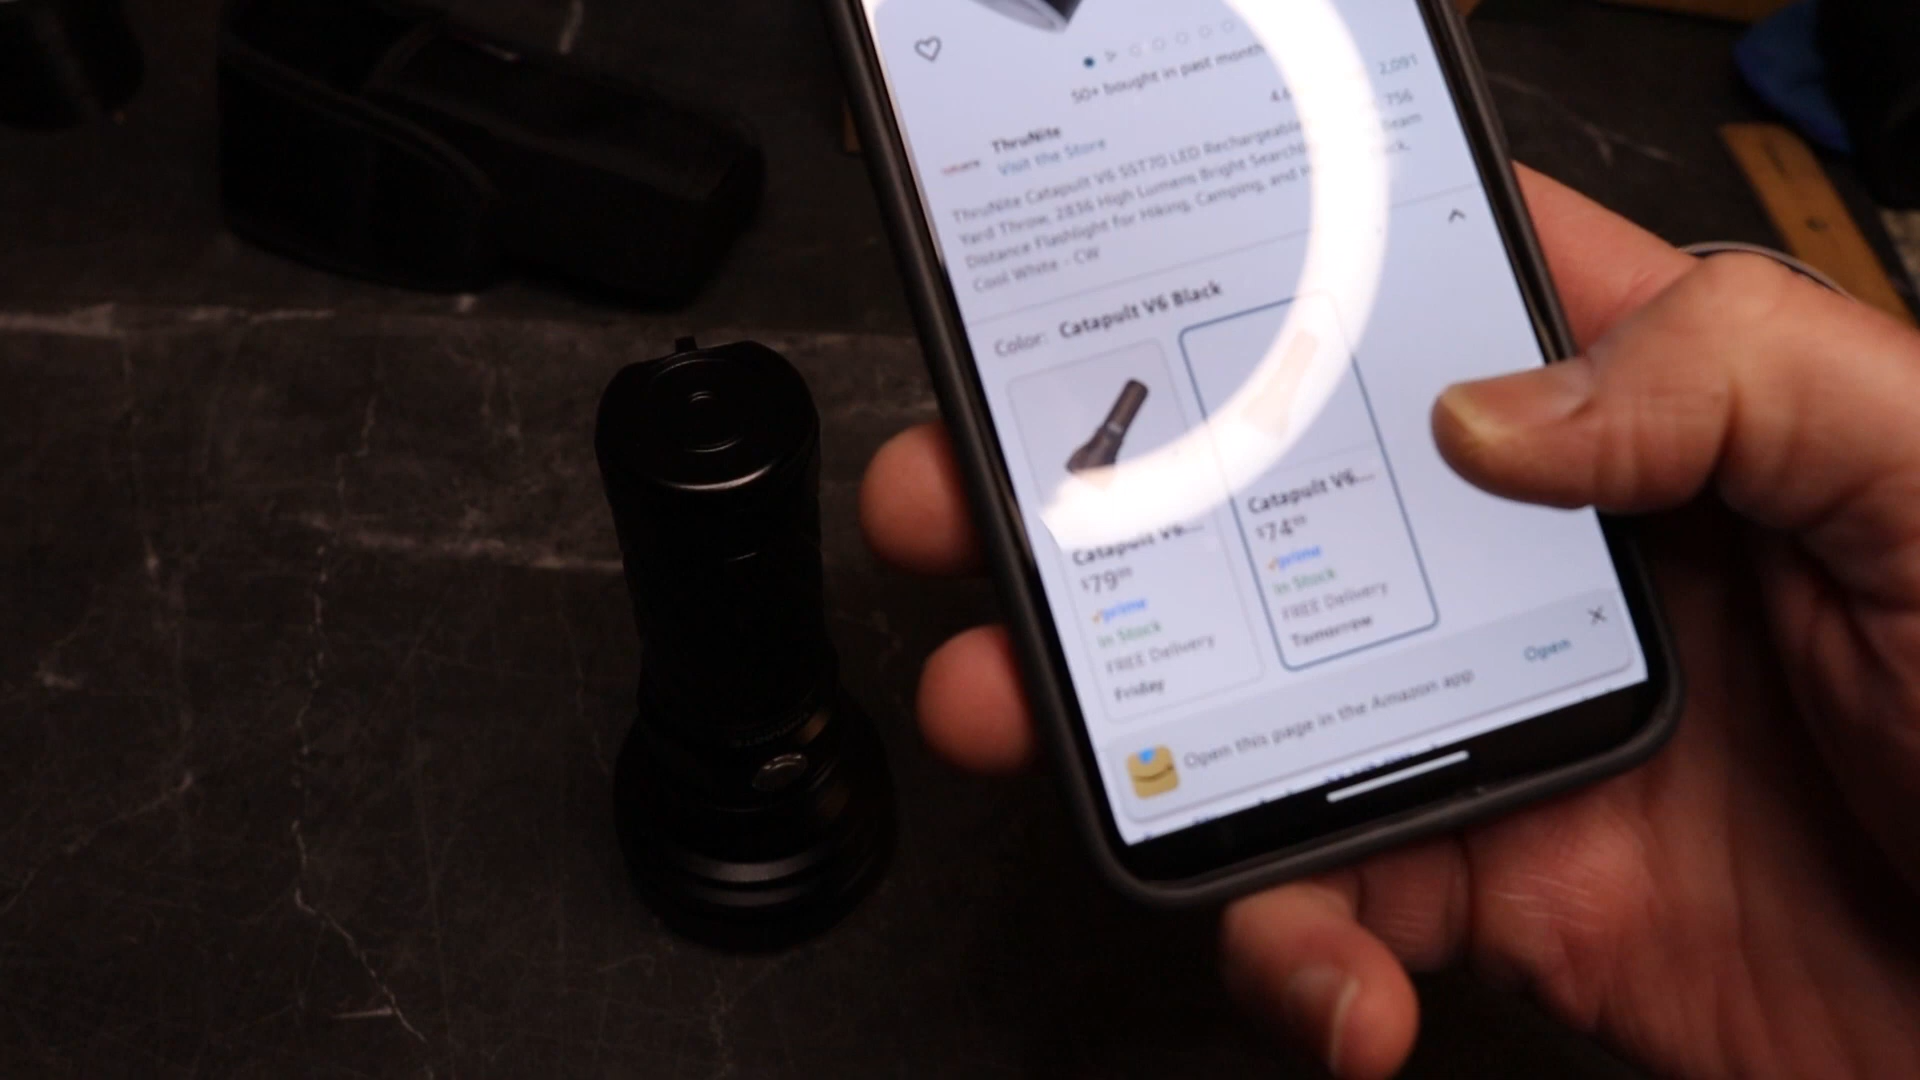 50+ bought in past month
2,091
756
ThruNite
Visit the Store
ThruNite Catapult V6 SST70 LED Rechargeable
Yard Throw, 2836 High Lumens Bright
Distance Flashlight for Hiking, Camping, and
Cool White - CW
Color: Catapult V6 Black
Catapult V6...
$79
prime
In Stock
FREE Delivery
Friday
Catapult V6...
$74
prime
In Stock
FREE Delivery
Tomorrow
Open this page in the Amazon app
Open